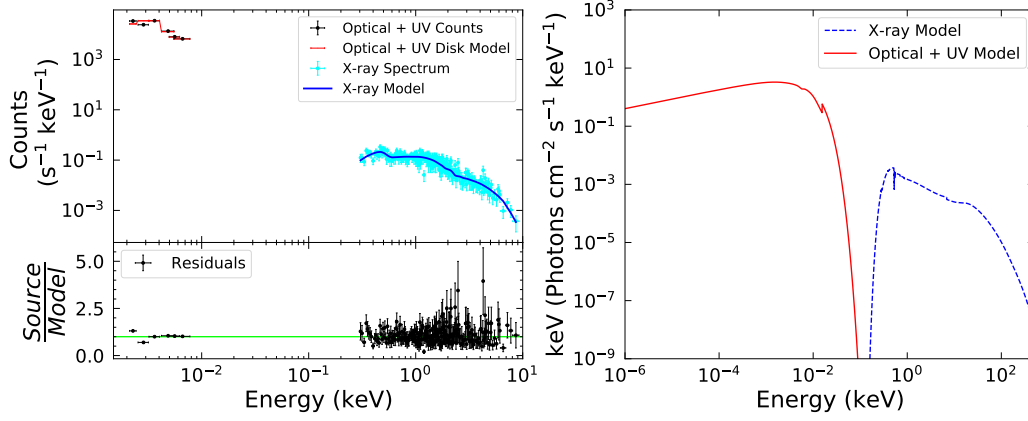 Counts
(s⁻¹ keV⁻¹)
10⁴
10¹
10⁻¹
10⁻³
Optical + UV Counts
Optical + UV Disk Model
X-ray Spectrum
X-ray Model
Source
Model
5.0
2.5
0.0
Residuals
10⁻²
10⁻¹
10⁰
10¹
Energy (keV)
keV (Photons cm⁻² s⁻¹ keV⁻¹)
10³
10¹
10⁻¹
10⁻³
10⁻⁵
10⁻⁷
10⁻⁹
X-ray Model
Optical + UV Model
10⁻⁶
10⁻⁴
10⁻²
10⁰
10²
Energy (keV)